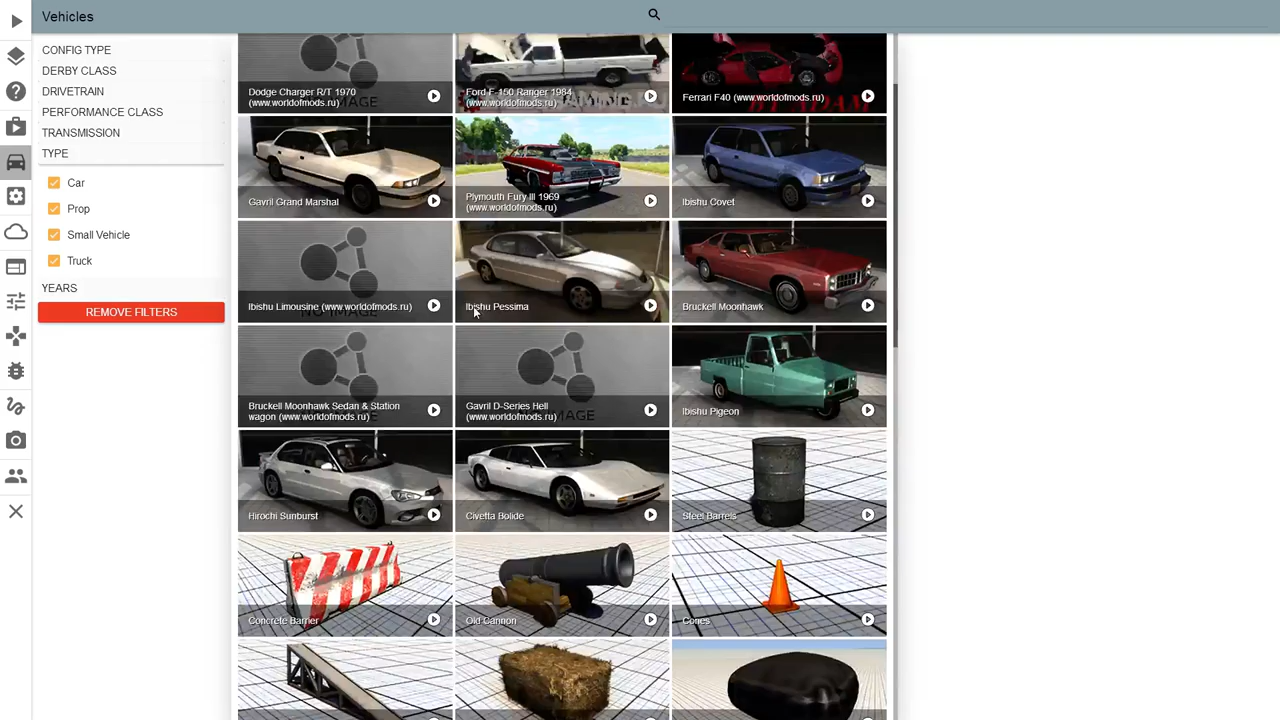 Vehicles
CONFIG TYPE
DERBY CLASS
DRIVETRAIN
PERFORMANCE CLASS
TRANSMISSION
TYPE
Car
Prop
Small Vehicle
Truck
YEARS
REMOVE FILTERS
Dodge Charger R/T 1970
(www.worldofmods.ru)
Ford F-150 Ranger 1984
(www.worldofmods.ru)
Ferrari F40 (www.worldofmods.ru)
Gavril Grand Marshal
Plymouth Fury III 1969
(www.worldofmods.ru)
Ibishu Covet
Ibishu Limousine (www.worldofmods.ru)
NO IMAGE
Ibishu Pessima
Bruckell Moonhawk
Bruckell Moonhawk Sedan & Station
wagon (www.worldofmods.ru)
Gavril D-Series Hell
(www.worldofmods.ru)
Ibishu Pigeon
Hirochi Sunburst
Civetta Bolide
Steel Barrels
Concrete Barrier
Old Cannon
Cones